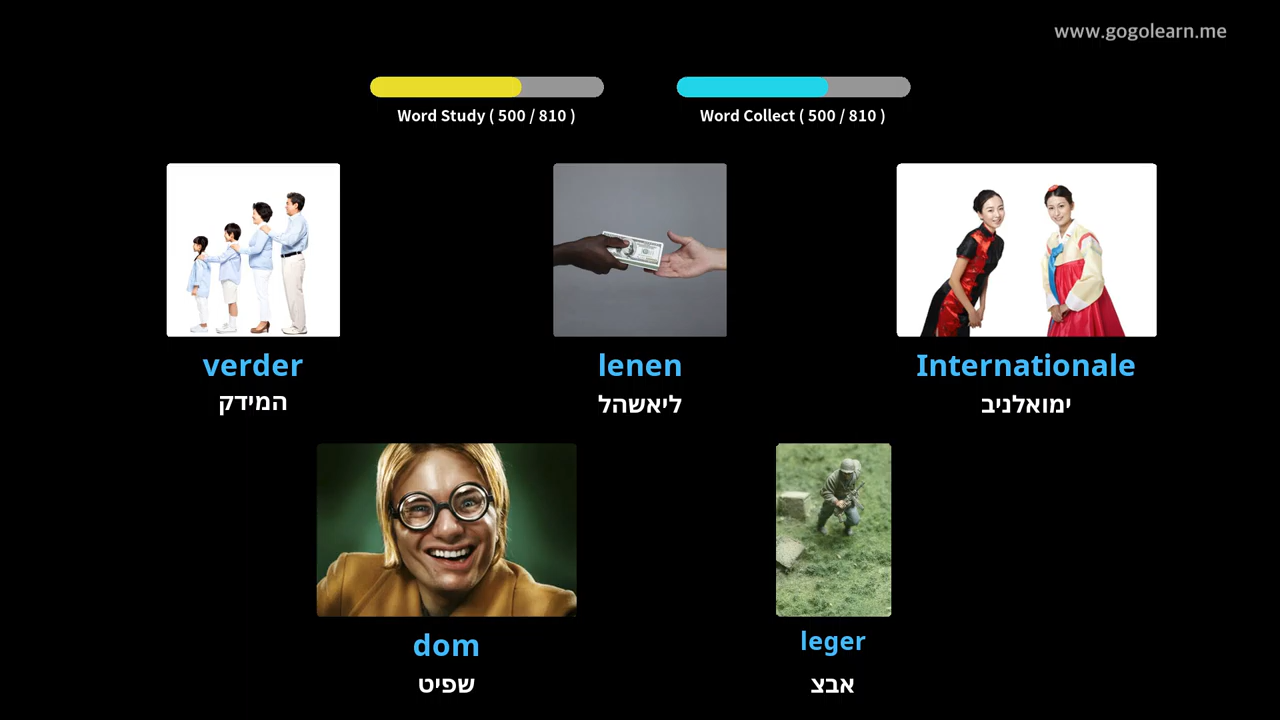 www.gogolearn.me
Word Study ( 500 / 810 )
Word Collect ( 500 / 810 )
verder
המידק
lenen
ליאשהל
Internationale
ימואלניב
dom
שפיט
leger
אבצ